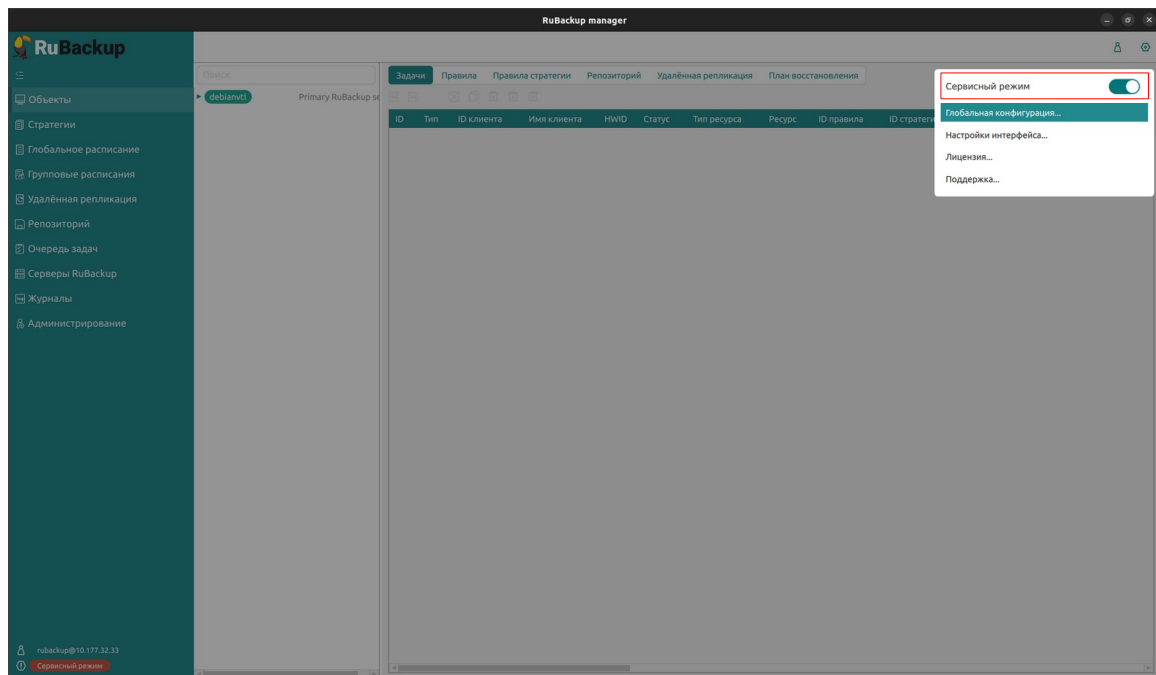 RuBackup manager
RuBackup
Поиск
Задачи Правила Правила стратегии Репозиторий Удалённая репликация План восстановления
Сервисный режим
Глобальная конфигурация...
Настройки интерфейса...
Лицензия...
Поддержка...
Объекты
debianvtl Primary RuBackup se
ID Тип ID клиента Имя клиента HWID Статус Тип ресурса Ресурс ID правила ID стратеги
Стратегии
Глобальное расписание
Групповые расписания
Удалённая репликация
Репозиторий
Очередь задач
Серверы RuBackup
Журналы
Администрирование
rubackup@10.177.32.33
Сервисный режим